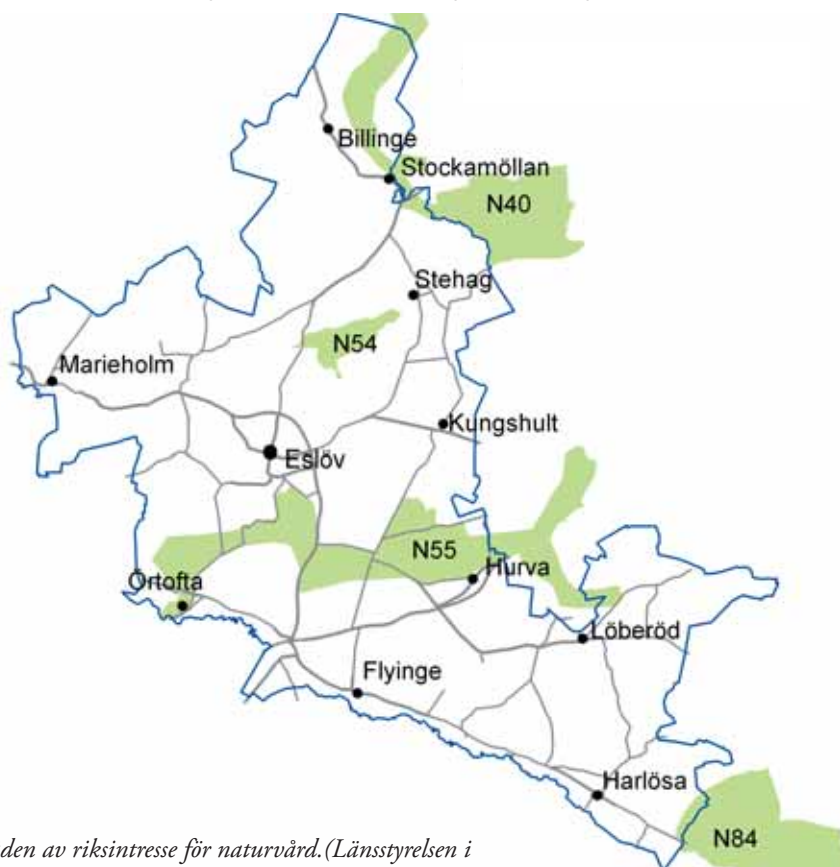 Billinge
Stockamöllan
N40
Stehag
N54
Marieholm
Kungshult
Eslöv
N55
Hurva
Örtofta
Löberöd
Flyinge
Harlösa
N84
den av riksintresse för naturvård.(Länsstyrelsen i